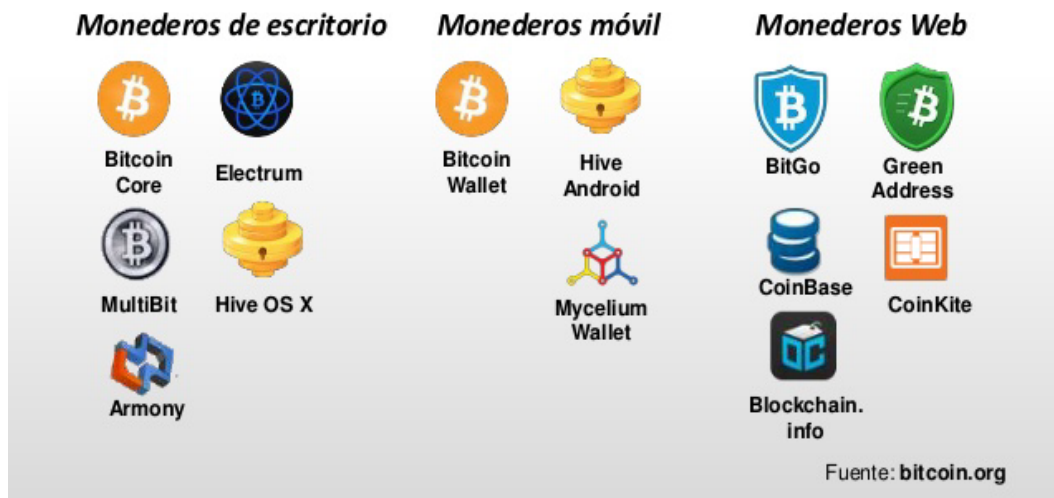 Monederos de escritorio
Monederos móvil
Monederos Web
Bitcoin
Core
Electrum
Bitcoin
Wallet
Hive
Android
BitGo
Green
Address
MultiBit
Hive OS X
Mycelium
Wallet
CoinBase
CoinKite
Armony
Blockchain.
info
Fuente: bitcoin.org